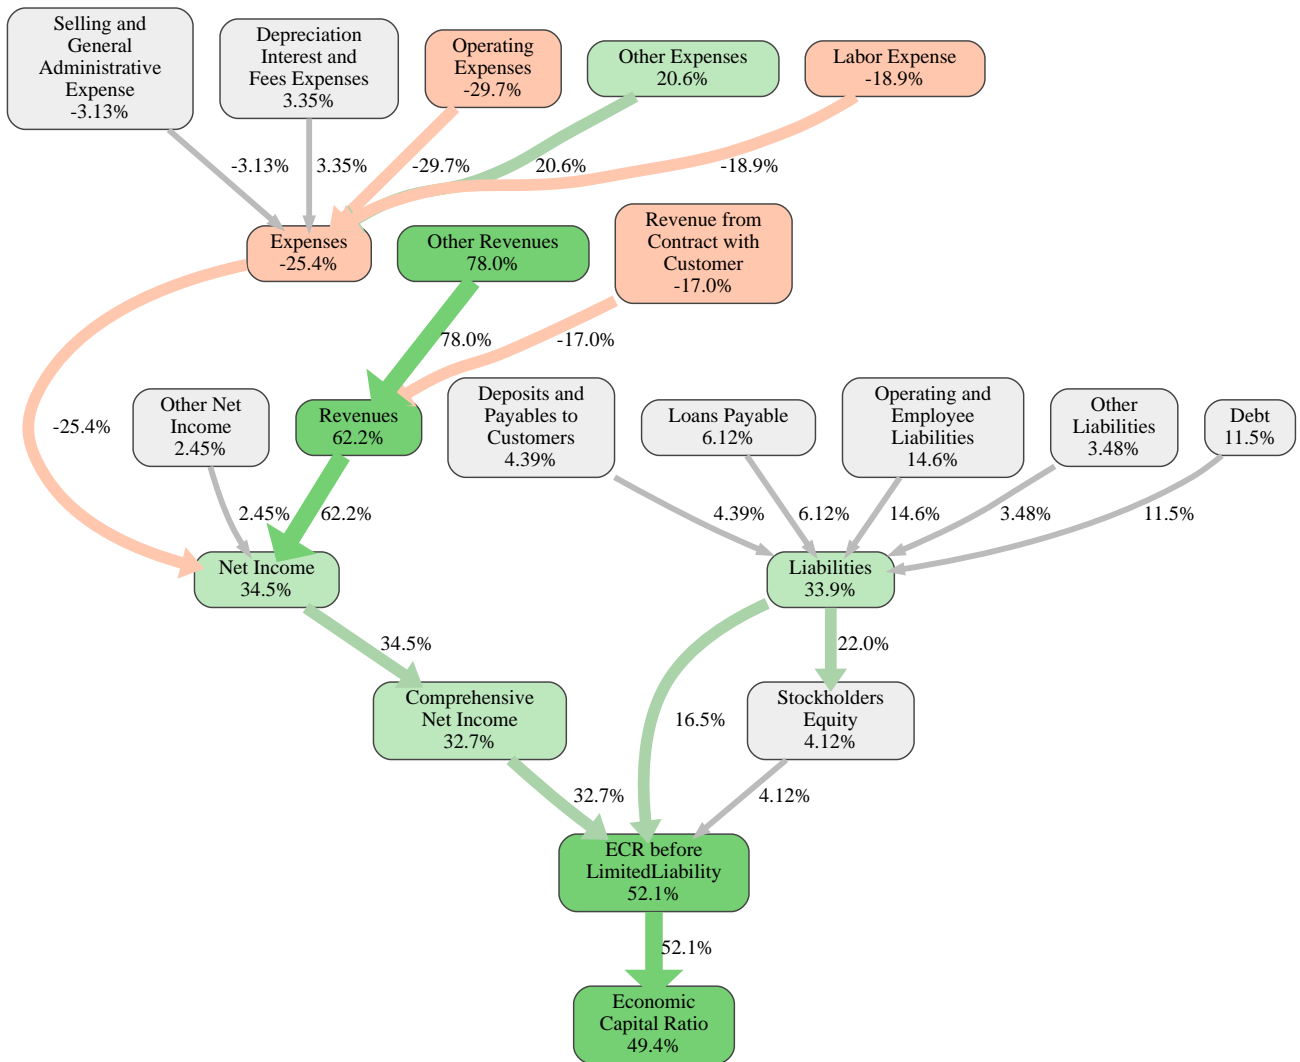 Selling and
General
Administrative
Expense
-3.13%
Depreciation
Interest and
Fees Expenses
3.35%
Operating
Expenses
-29.7%
Other Expenses
20.6%
Labor Expense
-18.9%
-3.13%
3.35%
-29.7%
20.6%
-18.9%
Expenses
-25.4%
Other Revenues
78.0%
Revenue from
Contract with
Customer
-17.0%
78.0%
-17.0%
-25.4%
Other Net
Income
2.45%
Revenues
62.2%
Deposits and
Payables to
Customers
4.39%
Loans Payable
6.12%
Operating and
Employee
Liabilities
14.6%
Other
Liabilities
3.48%
Debt
11.5%
2.45%
62.2%
4.39%
6.12%
14.6%
3.48%
11.5%
Net Income
34.5%
Liabilities
33.9%
34.5%
22.0%
Comprehensive
Net Income
32.7%
16.5%
Stockholders
Equity
4.12%
32.7%
4.12%
ECR before
LimitedLiability
52.1%
52.1%
Economic
Capital Ratio
49.4%